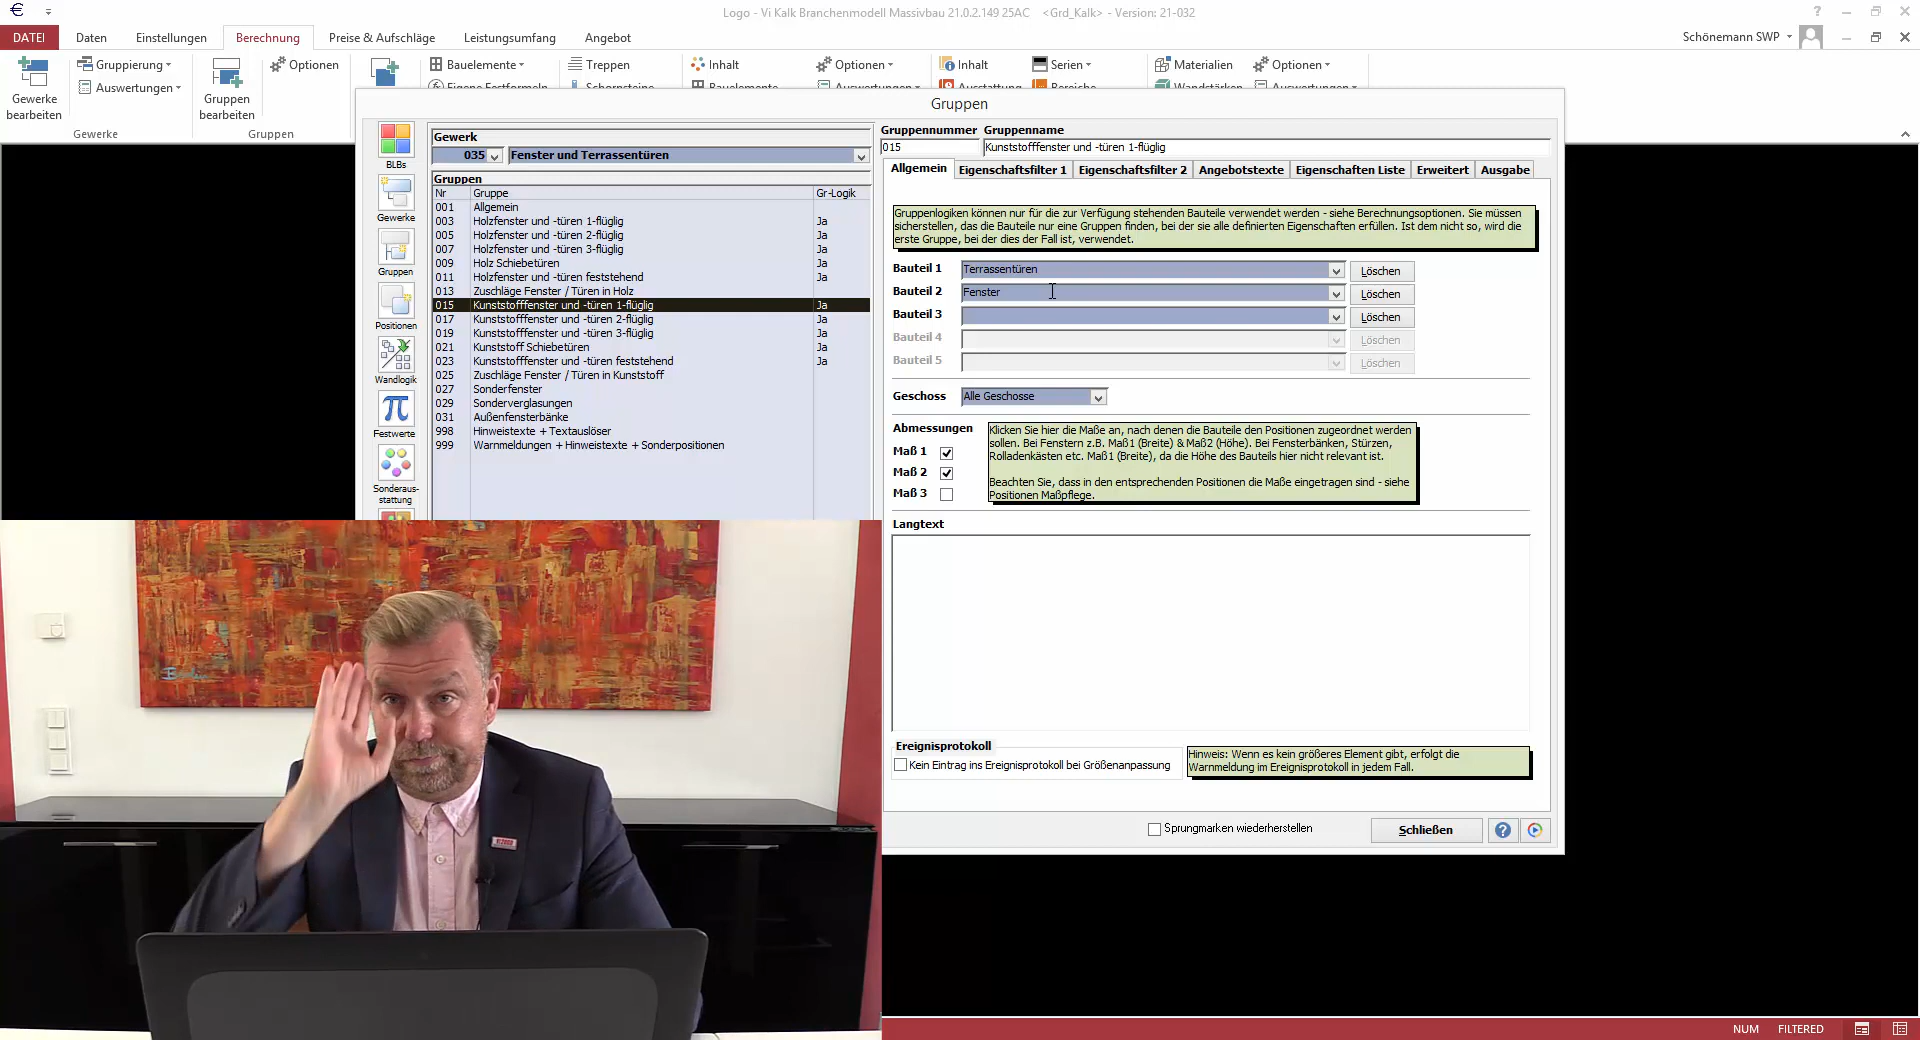 Logo - Vi Kalk Branchenmodell Massivbau 21.0.2.149 25AC <Grd_Kalk> - Version: 21-032
DATEI Daten Einstellungen Berechnung Preise & Aufschläge Leistungsumfang Angebot
Schönemann SWP
Gewerke bearbeiten
Gruppierung
Auswertungen
Gewerke
Gruppen bearbeiten
Optionen
Gruppen
Bauelemente
Eigene Festformeln
Treppen
Schornsteine
Inhalt
Bauelemente
Optionen
Auswertungen
Inhalt
Ausstattung
Serien
Bereiche
Materialien
Wandstärken
Optionen
Gruppen
BLBs
Gewerke
Gruppen
Positionen
Wandlogik
Festwerte
Sonderaus-
stattung
Gewerk
035 Fenster und Terrassentüren
Gruppen
Nr Gruppe Gr-Logik
001 Allgemein
003 Holzfenster und -türen 1-flüglig Ja
005 Holzfenster und -türen 2-flüglig Ja
007 Holzfenster und -türen 3-flüglig Ja
009 Holz Schiebetüren Ja
011 Holzfenster und -türen feststehend Ja
013 Zuschläge Fenster / Türen in Holz
015 Kunststofffenster und -türen 1-flüglig Ja
017 Kunststofffenster und -türen 2-flüglig Ja
019 Kunststofffenster und -türen 3-flüglig Ja
021 Kunststoff Schiebetüren Ja
023 Kunststofffenster und -türen feststehend Ja
025 Zuschläge Fenster / Türen in Kunststoff
027 Sonderfenster
029 Sonderverglasungen
031 Außenfensterbänke
998 Hinweistexte + Textauslöser
999 Warnmeldungen + Hinweistexte + Sonderpositionen
Gruppennummer Gruppenname
015 Kunststofffenster und -türen 1-flüglig
Allgemein Eigenschaftsfilter 1 Eigenschaftsfilter 2 Angebotstexte Eigenschaften Liste Erweitert Ausgabe
Gruppenlogiken können nur für die zur Verfügung stehenden Bauteile verwendet werden - siehe Berechnungsoptionen. Sie müssen
sicherstellen, das die Bauteile nur eine Gruppen finden, bei der sie alle definierten Eigenschaften erfüllen. Ist dem nicht so, wird die
erste Gruppe, bei der dies der Fall ist, verwendet.
Bauteil 1 Terrassentüren Löschen
Bauteil 2 Fenster Löschen
Bauteil 3 Löschen
Bauteil 4 Löschen
Bauteil 5 Löschen
Geschoss Alle Geschosse
Abmessungen
Maß 1
Maß 2
Maß 3
Klicken Sie hier die Maße an, nach denen die Bauteile den Positionen zugeordnet werden
sollen. Bei Fenstern z.B. Maß1 (Breite) & Maß2 (Höhe). Bei Fensterbänken, Stürzen,
Rolladenkästen etc. Maß1 (Breite), da die Höhe des Bauteils hier nicht relevant ist.
Beachten Sie, dass in den entsprechenden Positionen die Maße eingetragen sind - siehe
Positionen Maßpflege.
Langtext
Ereignisprotokoll
Kein Eintrag ins Ereignisprotokoll bei Größenanpassung
Hinweis: Wenn es kein größeres Element gibt, erfolgt die
Warnmeldung im Ereignisprotokoll in jedem Fall.
Sprungmarken wiederherstellen
Schließen
NUM FILTERED